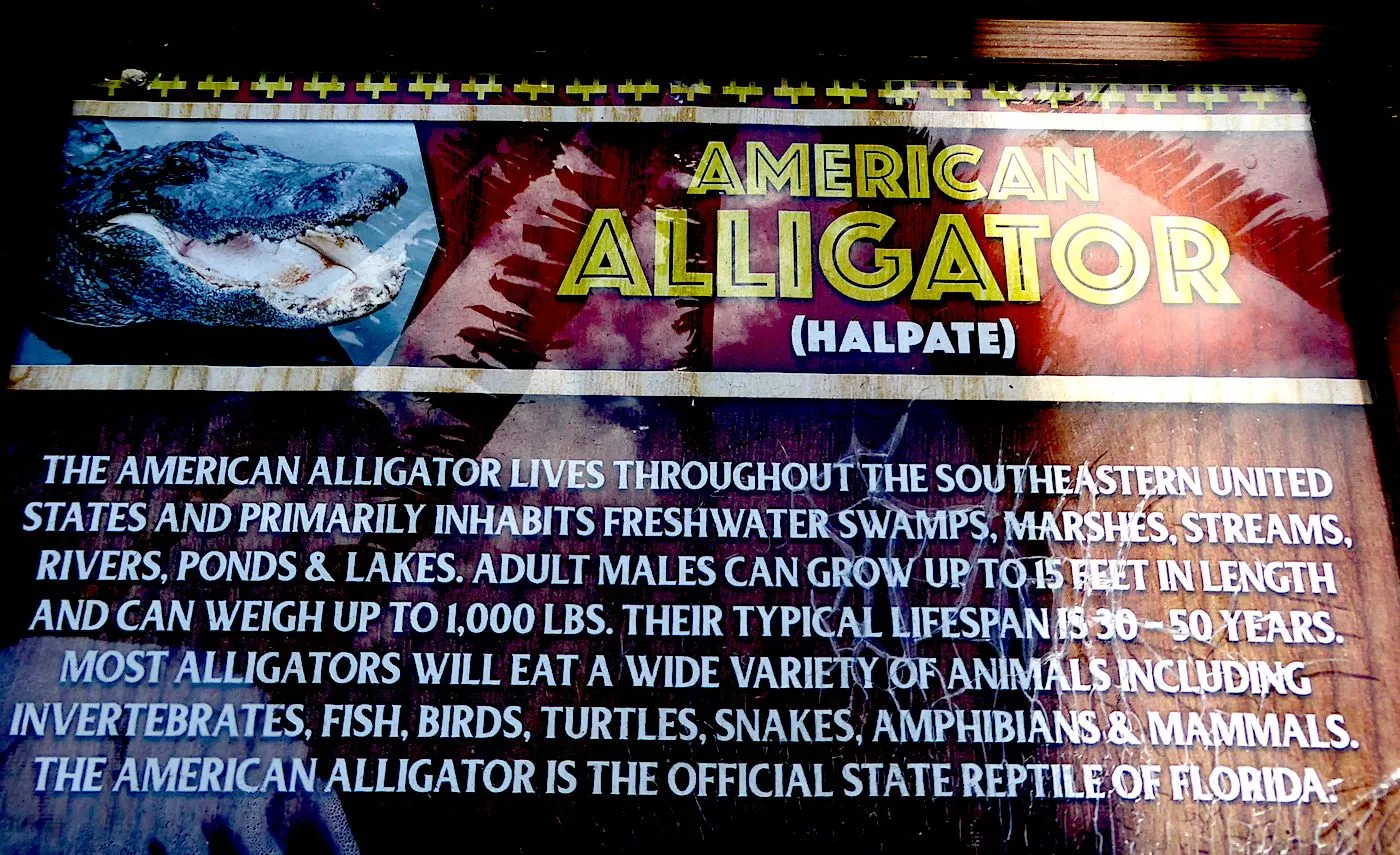 AMERICAN
ALLIGATOR
(HALPATE)
THE AMERICAN ALLIGATOR LIVES THROUGHOUT THE SOUTHEASTERN UNITED
STATES AND PRIMARILY INHABITS FRESHWATER SWAMPS, MARSHES, STREAMS,
RIVERS, PONDS & LAKES. ADULT MALES CAN GROW UP TO 15 FEET IN LENGTH
AND CAN WEIGH UP TO 1,000 LBS. THEIR TYPICAL LIFESPAN IS 30 – 50 YEARS.
MOST ALLIGATORS WILL EAT A WIDE VARIETY OF ANIMALS INCLUDING
INVERTEBRATES, FISH, BIRDS, TURTLES, SNAKES, AMPHIBIANS & MAMMALS.
THE AMERICAN ALLIGATOR IS THE OFFICIAL STATE REPTILE OF FLORIDA.